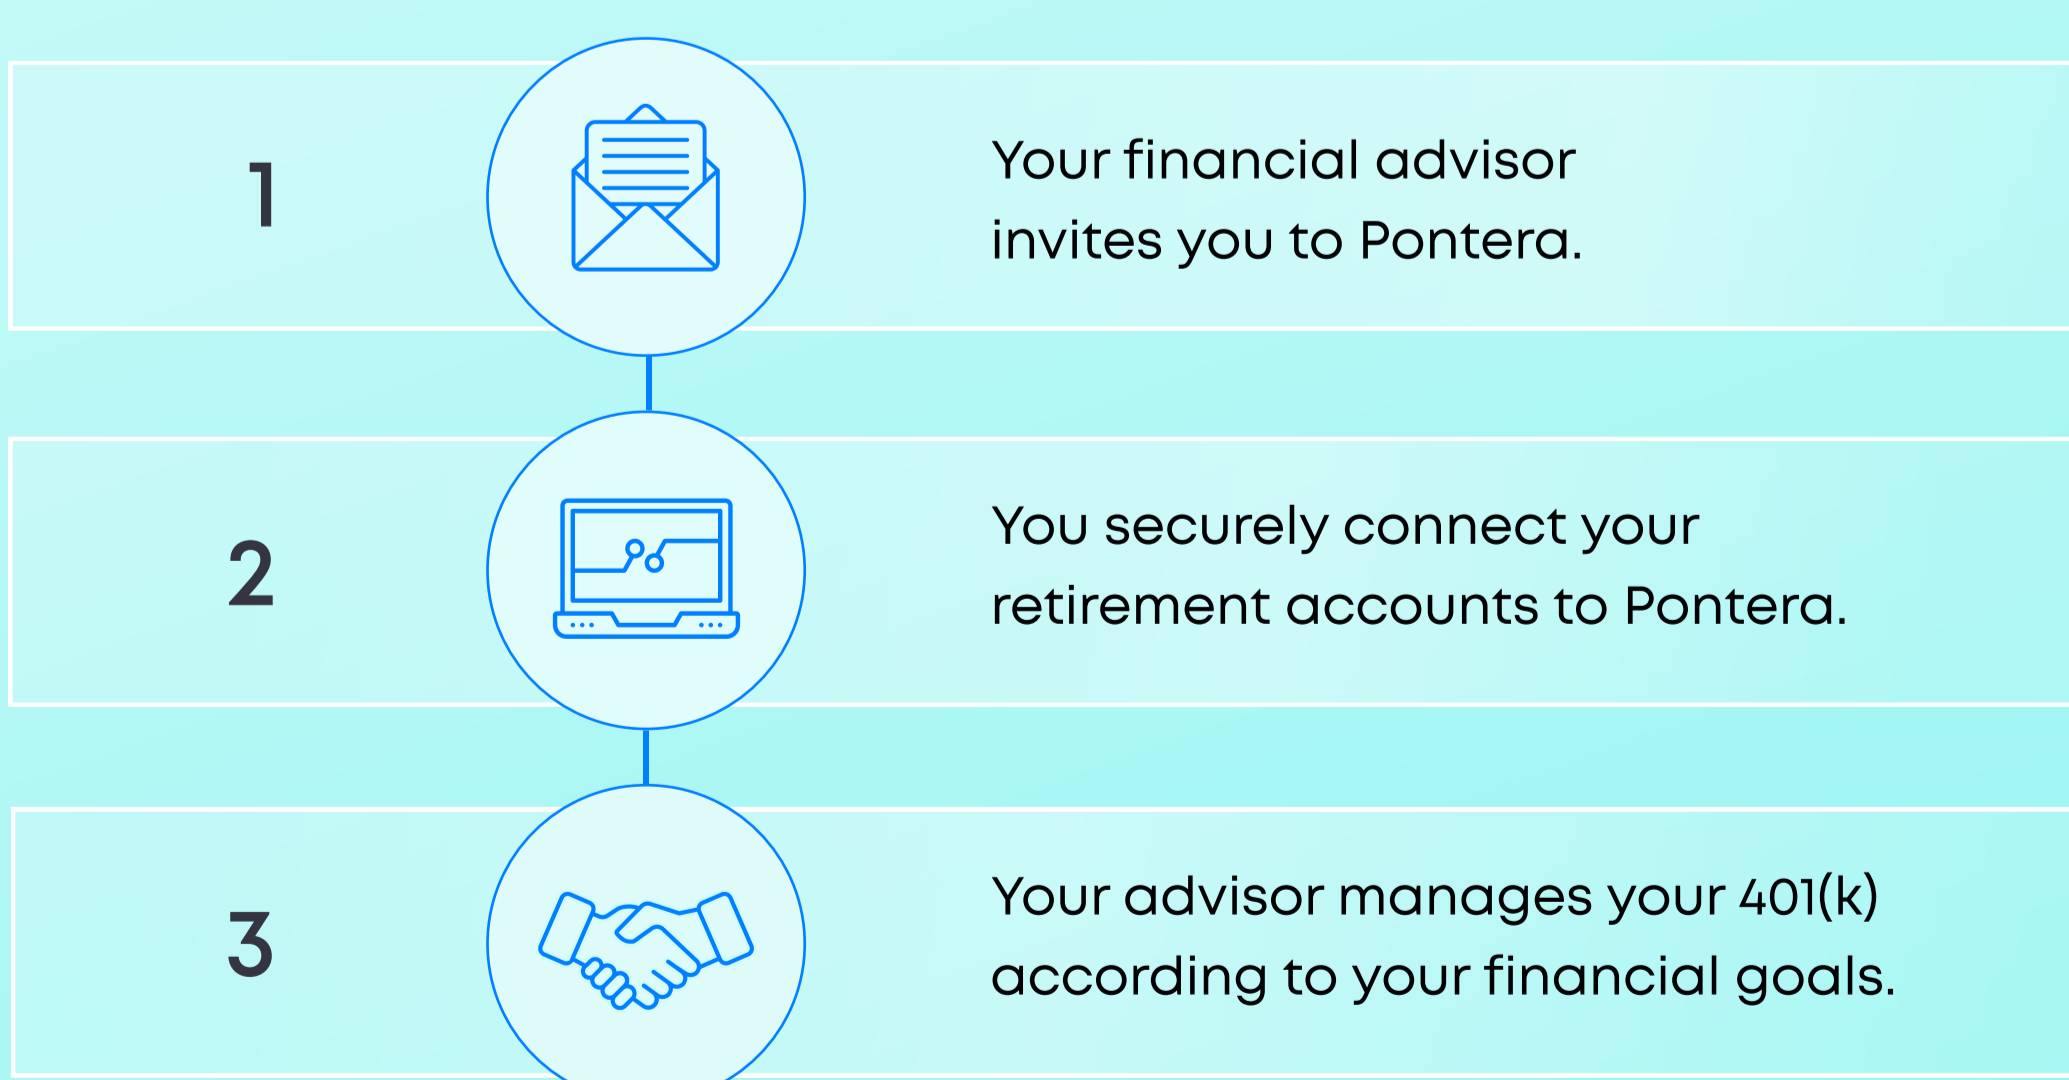 1
Your financial advisor
invites you to Pontera.
2
You securely connect your
retirement accounts to Pontera.
3
Your advisor manages your 401(k)
according to your financial goals.